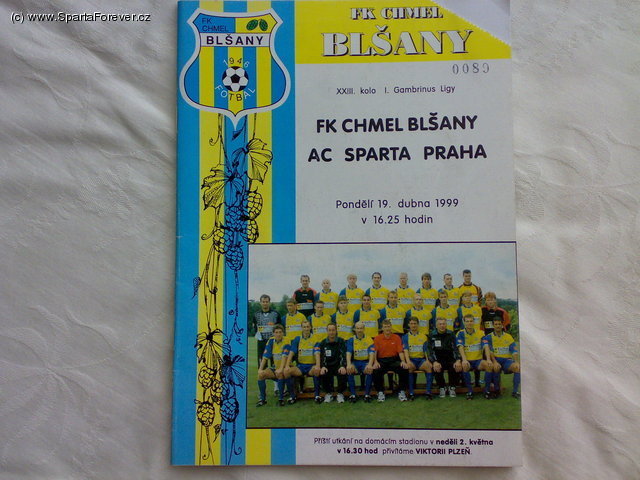 (c) www.SpartaForever.cz
FK
CHMEL
BLŠANY
1946
FOTBAL
FK CHMEL
BLŠANY
0089
XXIII. kolo I. Gambrinus Ligy
FK CHMEL BLŠANY
AC SPARTA PRAHA
Pondělí 19. dubna 1999
v 16.25 hodin
Příští utkání na domácím stadionu v neděli 2. května
v 16.30 hod přivítáme VIKTORII PLZEŇ.